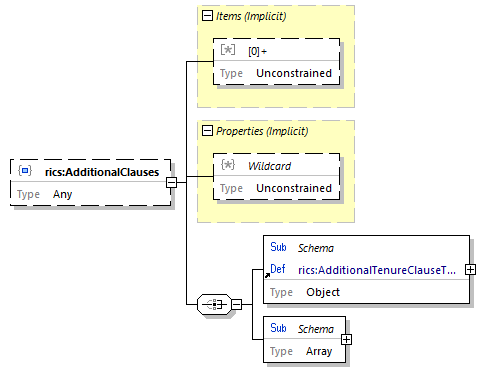 Items (Implicit)
[0]+
Type Unconstrained
Properties (Implicit)
Wildcard
Type Unconstrained
rics:AdditionalClauses
Type Any
Sub Schema
Def rics:AdditionalTenureClauseT...
Type Object
Sub Schema
Type Array